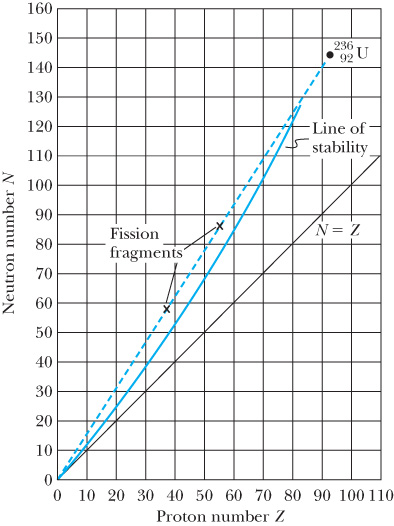 160
150
140
130
120
110
100
90
80
70
60
50
40
30
20
10
0
Neutron number N
236
92 U
Line of
stability
Fission
fragments
N = Z
0 10 20 30 40 50 60 70 80 90 100 110
Proton number Z